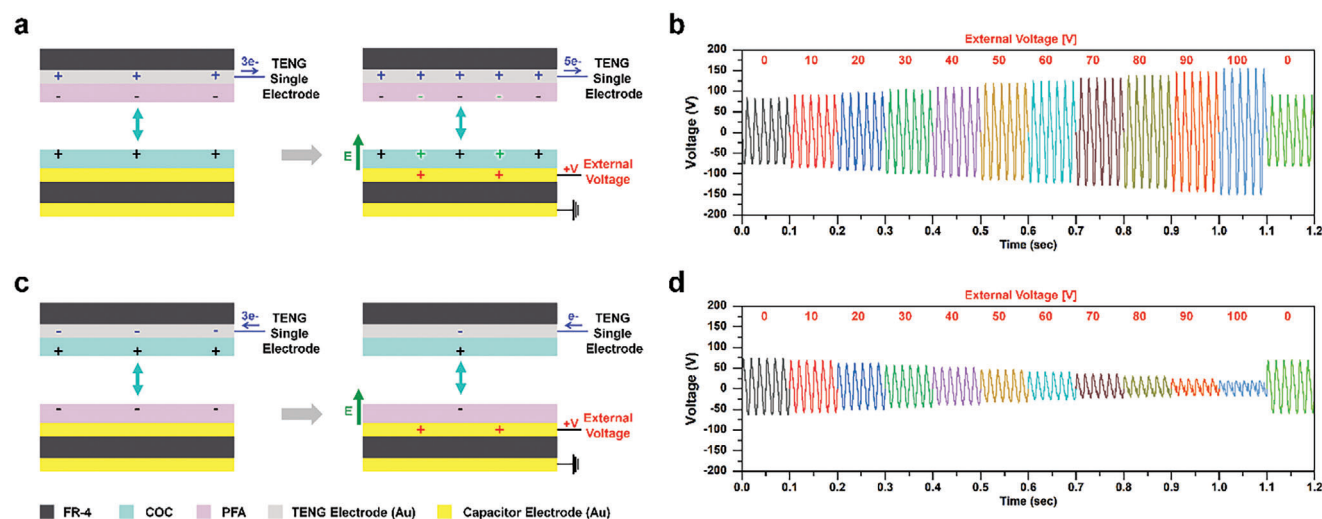 a
3e-
TENG
Single
Electrode
+ + +
- - -
+ + +
5e-
TENG
Single
Electrode
+ + + + +
- - - - -
E
+ + + + +
+ +
+V
External
Voltage
b
External Voltage [V]
0 10 20 30 40 50 60 70 80 90 100 0
Voltage (V)
200
150
100
50
0
-50
-100
-150
-200
0.0 0.1 0.2 0.3 0.4 0.5 0.6 0.7 0.8 0.9 1.0 1.1 1.2
Time (sec)
c
3e-
TENG
Single
Electrode
- - -
+ + +
- - -
e-
TENG
Single
Electrode
-
+
E
-
+ +
+V
External
Voltage
d
External Voltage [V]
0 10 20 30 40 50 60 70 80 90 100 0
Voltage (V)
200
150
100
50
0
-50
-100
-150
-200
0.0 0.1 0.2 0.3 0.4 0.5 0.6 0.7 0.8 0.9 1.0 1.1 1.2
Time (sec)
FR-4 COC PFA TENG Electrode (Au) Capacitor Electrode (Au)